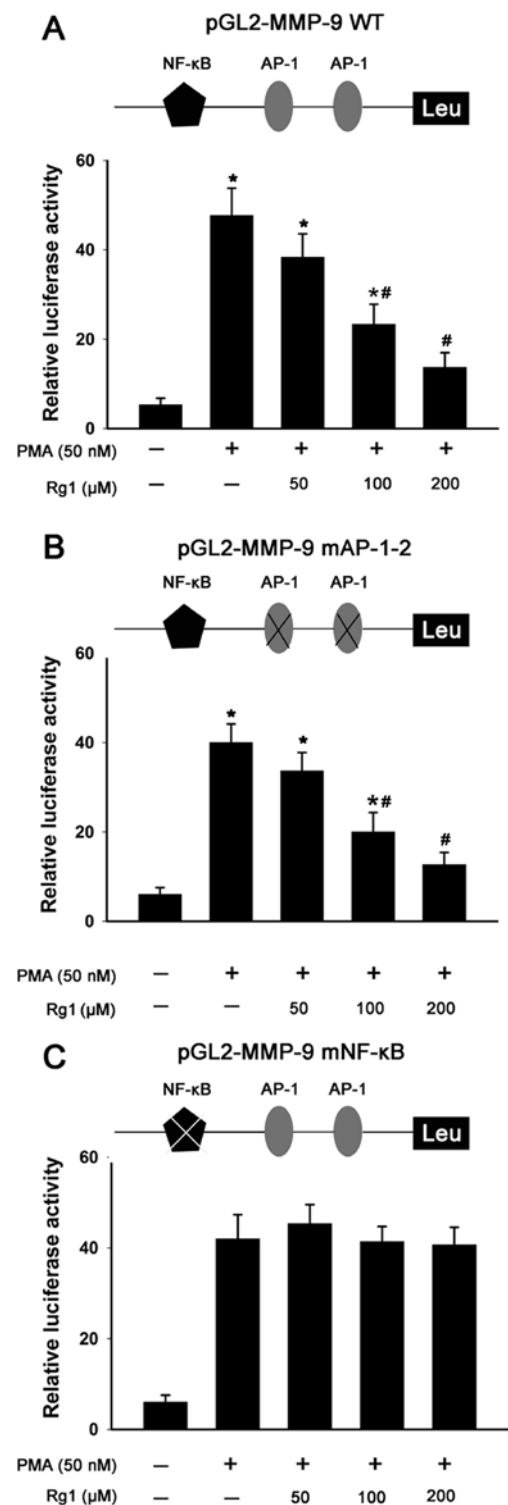 A
pGL2-MMP-9 WT
NF-κB AP-1 AP-1
Leu
Relative luciferase activity
60
40
20
0
* * *# #
PMA (50 nM) — + + + +
Rg1 (μM) — — 50 100 200
B
pGL2-MMP-9 mAP-1-2
NF-κB AP-1 AP-1
Leu
Relative luciferase activity
60
40
20
0
* * *# #
PMA (50 nM) — + + + +
Rg1 (μM) — — 50 100 200
C
pGL2-MMP-9 mNF-κB
NF-κB AP-1 AP-1
Leu
Relative luciferase activity
60
40
20
0
PMA (50 nM) — + + + +
Rg1 (μM) — — 50 100 200